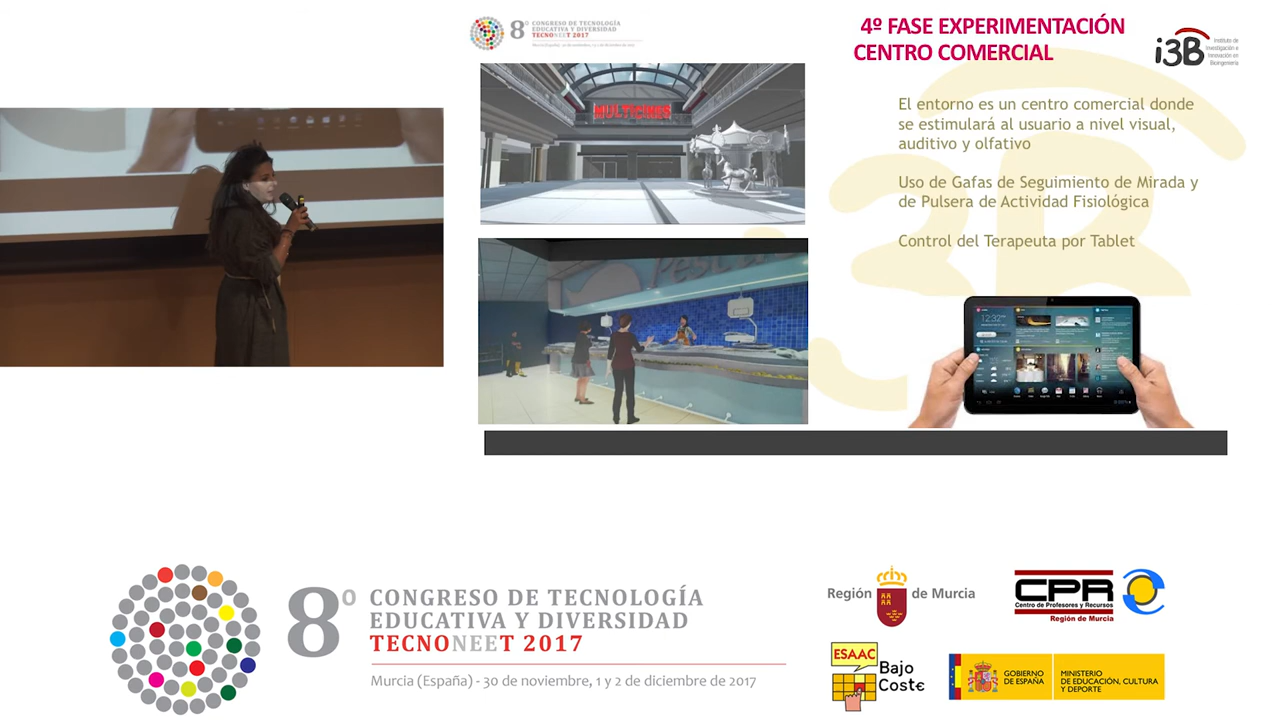 8º CONGRESO DE TECNOLOGÍA
EDUCATIVA Y DIVERSIDAD
TECNONEET 2017
4º FASE EXPERIMENTACIÓN
CENTRO COMERCIAL
i3B
Instituto de
Investigación e
Innovación en
Bioingeniería
MULTICINES
El entorno es un centro comercial donde
se estimulará al usuario a nivel visual,
auditivo y olfativo
Uso de Gafas de Seguimiento de Mirada y
de Pulsera de Actividad Fisiológica
Control del Terapeuta por Tablet
12:32
8º CONGRESO DE TECNOLOGÍA
EDUCATIVA Y DIVERSIDAD
TECNONEET 2017
Murcia (España) - 30 de noviembre, 1 y 2 de diciembre de 2017
Región de Murcia
CPR
Centro de Profesores y Recursos
Región de Murcia
ESAAC
Bajo
Cost€
GOBIERNO
DE ESPAÑA
MINISTERIO
DE EDUCACIÓN, CULTURA
Y DEPORTE